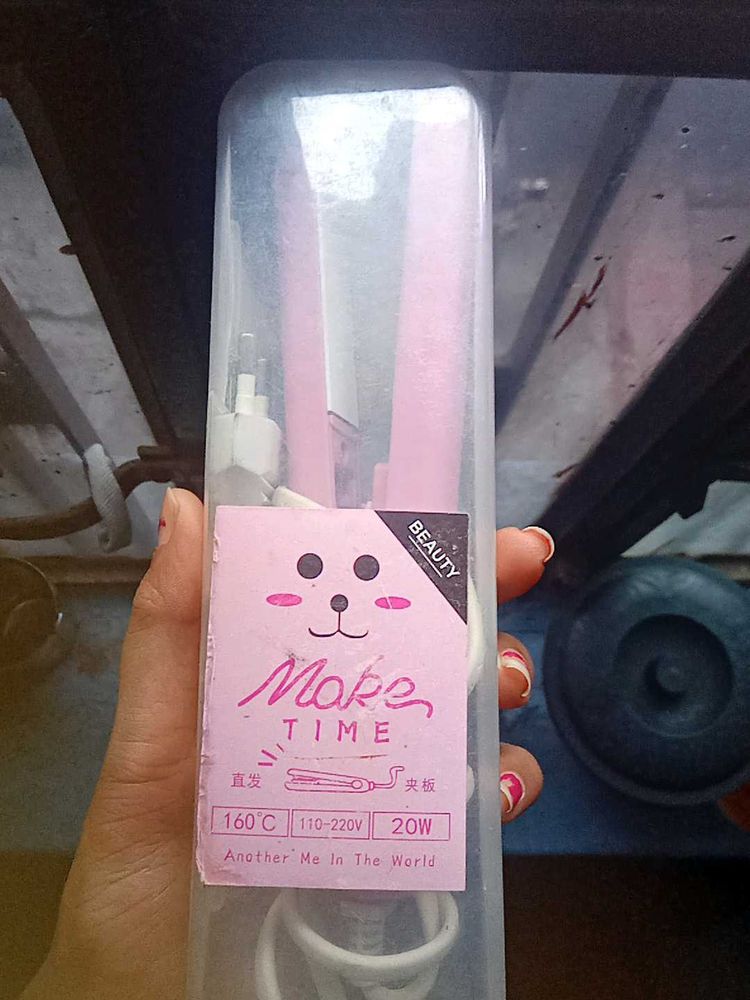 BEAUTY
Make
TIME
直发 夹板
160℃ 110-220V 20W
Another Me In The World